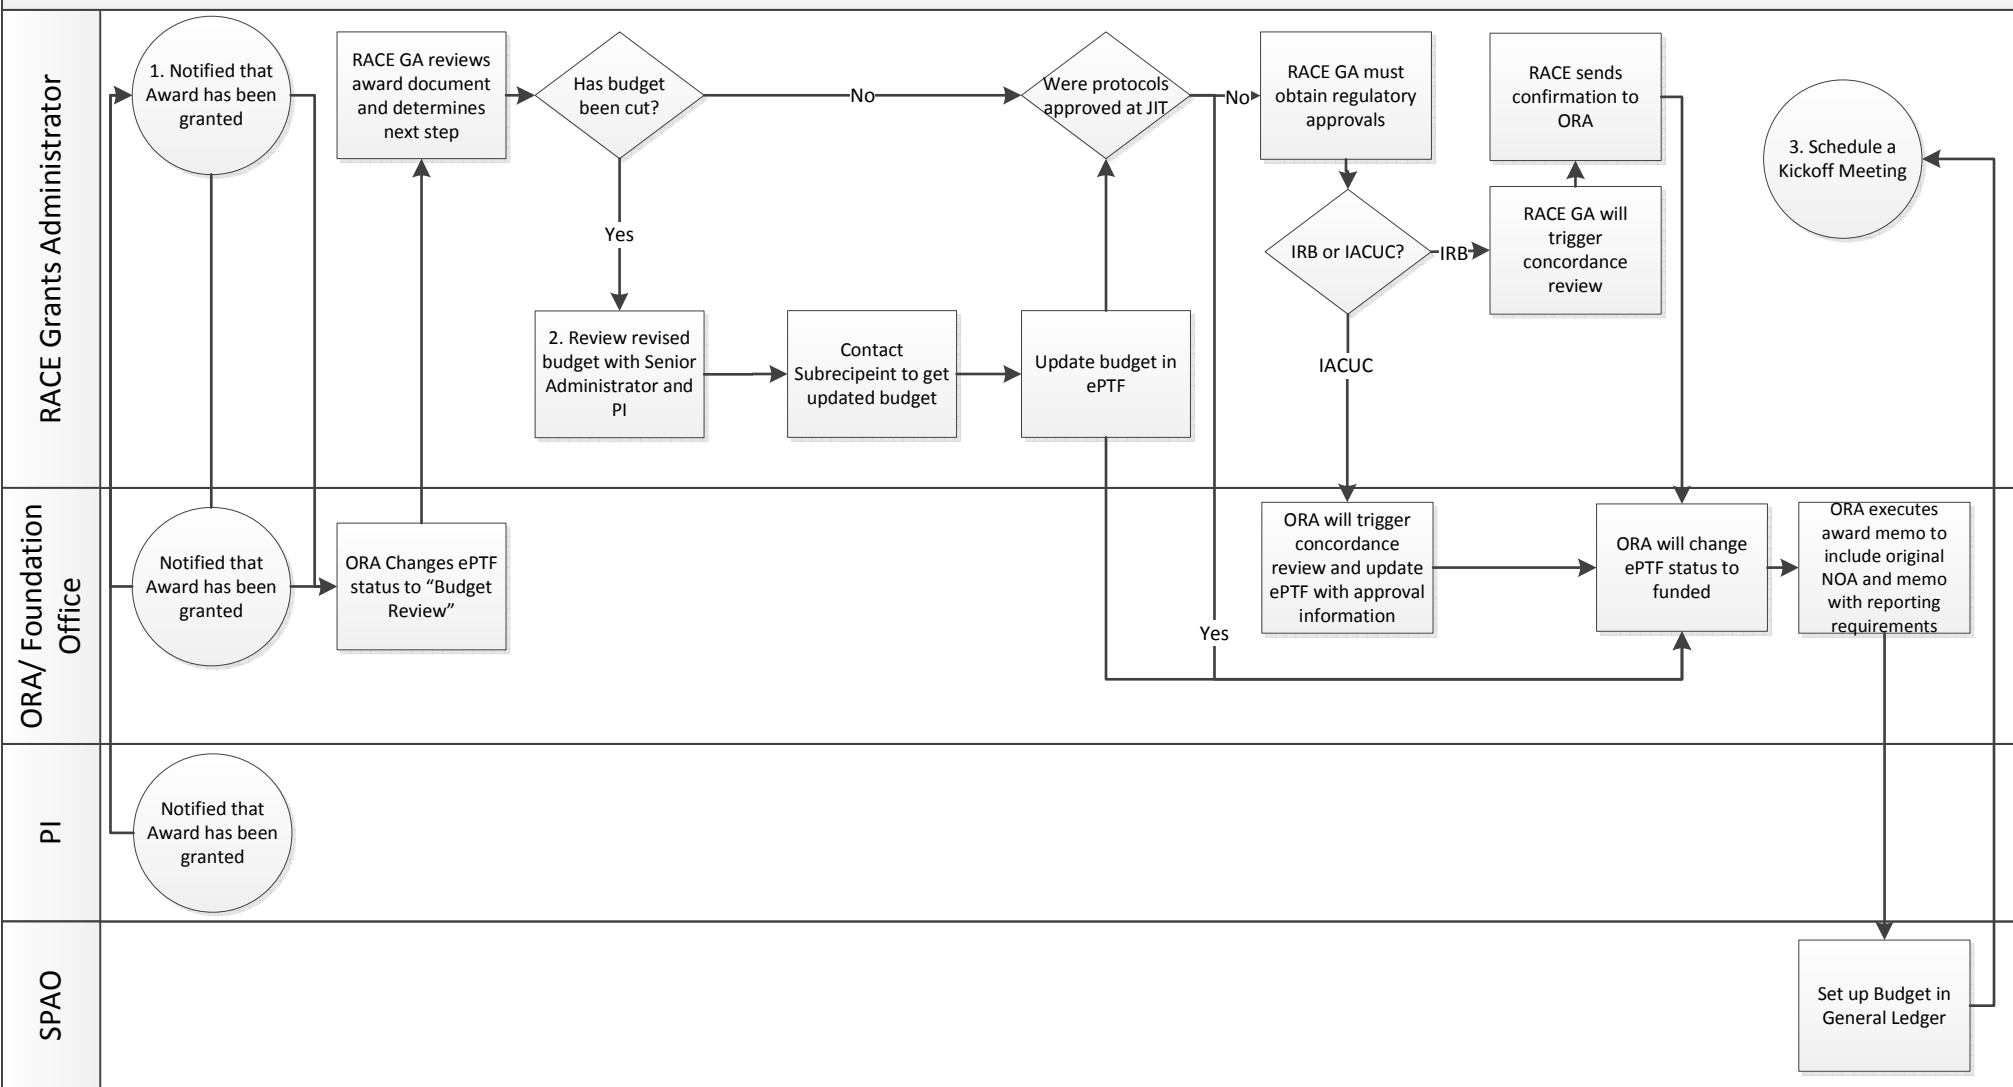 RACE Grants Administrator
1. Notified that
Award has been
granted
RACE GA reviews
award document
and determines
next step
Has budget
been cut?
No
Yes
Were protocols
approved at JIT
No
RACE GA must
obtain regulatory
approvals
RACE sends
confirmation to
ORA
3. Schedule a
Kickoff Meeting
IRB or IACUC?
IRB
RACE GA will
trigger
concordance
review
IACUC
2. Review revised
budget with Senior
Administrator and
PI
Contact
Subrecipeint to get
updated budget
Update budget in
ePTF
ORA/ Foundation
Office
Notified that
Award has been
granted
ORA Changes ePTF
status to “Budget
Review”
Yes
ORA will trigger
concordance
review and update
ePTF with approval
information
ORA will change
ePTF status to
funded
ORA executes
award memo to
include original
NOA and memo
with reporting
requirements
PI
Notified that
Award has been
granted
SPAO
Set up Budget in
General Ledger